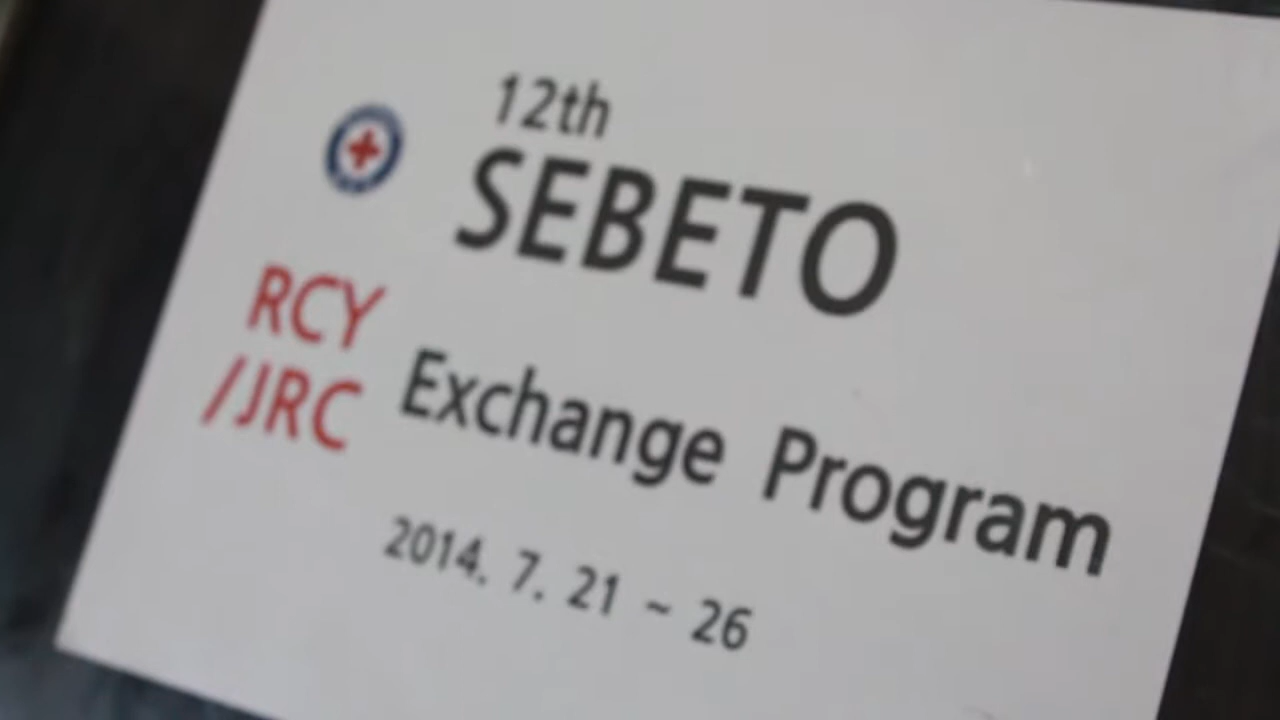 12th
SEBETO
RCY
/JRC
Exchange Program
2014. 7. 21 ~ 26